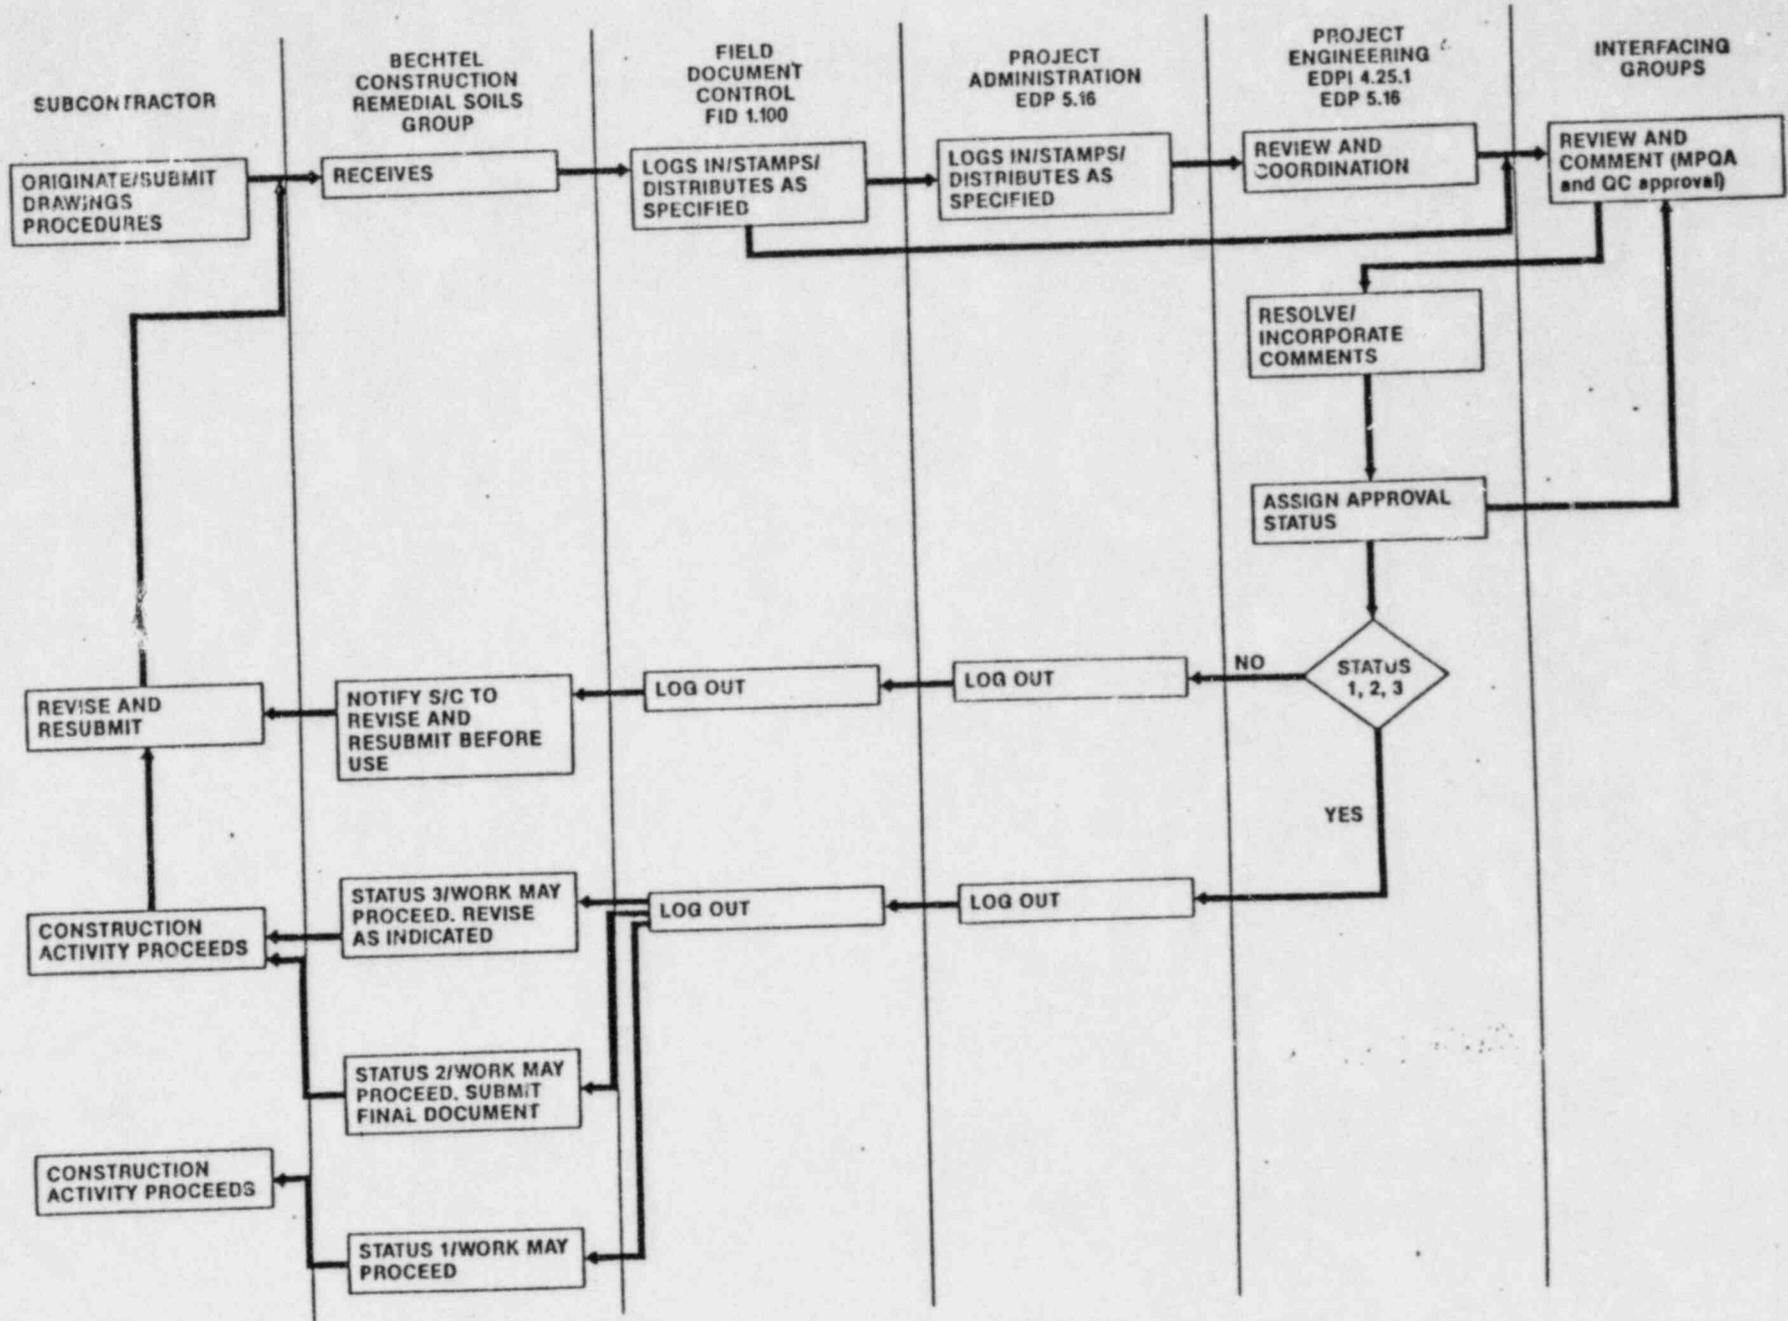 SUBCONTRACTOR
BECHTEL
CONSTRUCTION
REMEDIAL SOILS
GROUP
FIELD
DOCUMENT
CONTROL
FID 1.100
PROJECT
ADMINISTRATION
EDP 5.16
PROJECT
ENGINEERING
EDPI 4.25.1
EDP 5.16
INTERFACING
GROUPS
ORIGINATE/SUBMIT
DRAWINGS
PROCEDURES
RECEIVES
LOGS IN/STAMPS/
DISTRIBUTES AS
SPECIFIED
LOGS IN/STAMPS/
DISTRIBUTES AS
SPECIFIED
REVIEW AND
COORDINATION
REVIEW AND
COMMENT (MPQA
and QC approval)
RESOLVE/
INCORPORATE
COMMENTS
ASSIGN APPROVAL
STATUS
STATUS
1, 2, 3
NO
LOG OUT
LOG OUT
NOTIFY S/C TO
REVISE AND
RESUBMIT BEFORE
USE
REVISE AND
RESUBMIT
YES
LOG OUT
LOG OUT
STATUS 3/WORK MAY
PROCEED. REVISE
AS INDICATED
CONSTRUCTION
ACTIVITY PROCEEDS
STATUS 2/WORK MAY
PROCEED. SUBMIT
FINAL DOCUMENT
CONSTRUCTION
ACTIVITY PROCEEDS
STATUS 1/WORK MAY
PROCEED